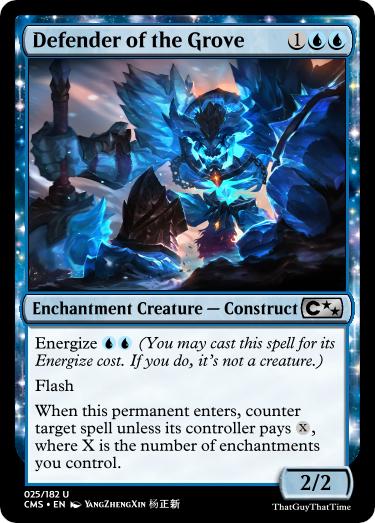 Defender of the Grove 1UU
Enchantment Creature — Construct C
Energize UU (You may cast this spell for its
Energize cost. If you do, it's not a creature.)
Flash
When this permanent enters, counter
target spell unless its controller pays X,
where X is the number of enchantments
you control.
2/2
025/182 U
CMS • EN YangZhengXin 杨正新
ThatGuyThatTime